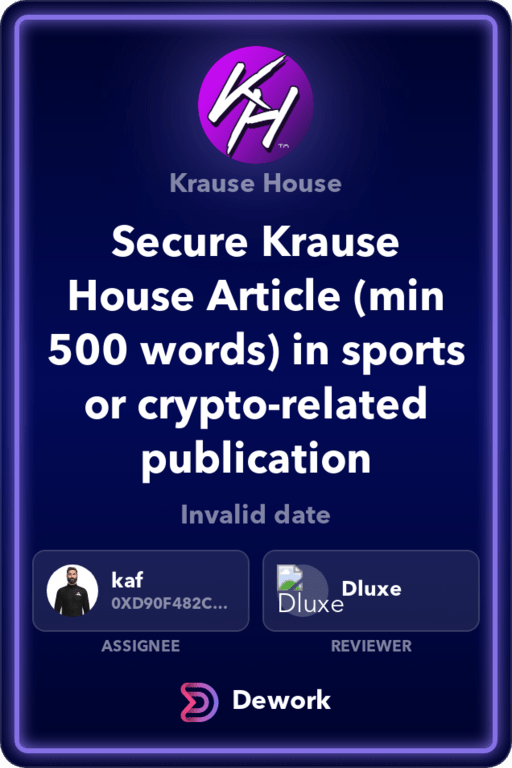 KH
TM
Krause House
Secure Krause
House Article (min
500 words) in sports
or crypto-related
publication
Invalid date
kaf
0XD90F482C...
ASSIGNEE
Dluxe
Dluxe
REVIEWER
Dework